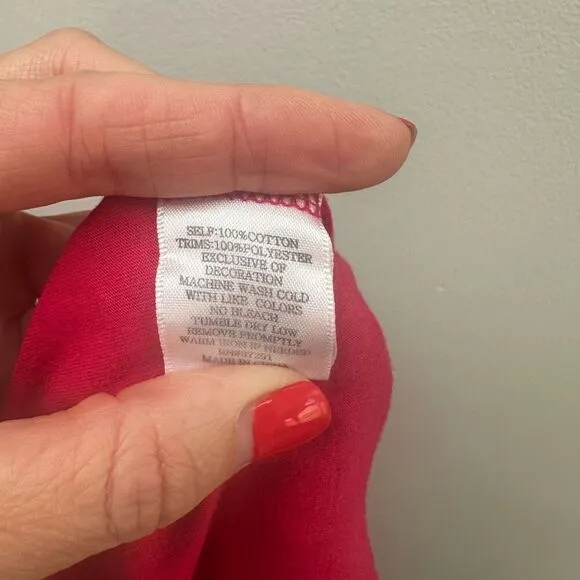 SELF:100%COTTON
TRIMS:100%POLYESTER
EXCLUSIVE OF
DECORATION
MACHINE WASH COLD
WITH LIKE COLORS
NO BLEACH
TUMBLE DRY LOW
REMOVE PROMPTLY
WARM IRON IF NEEDED
MADE IN